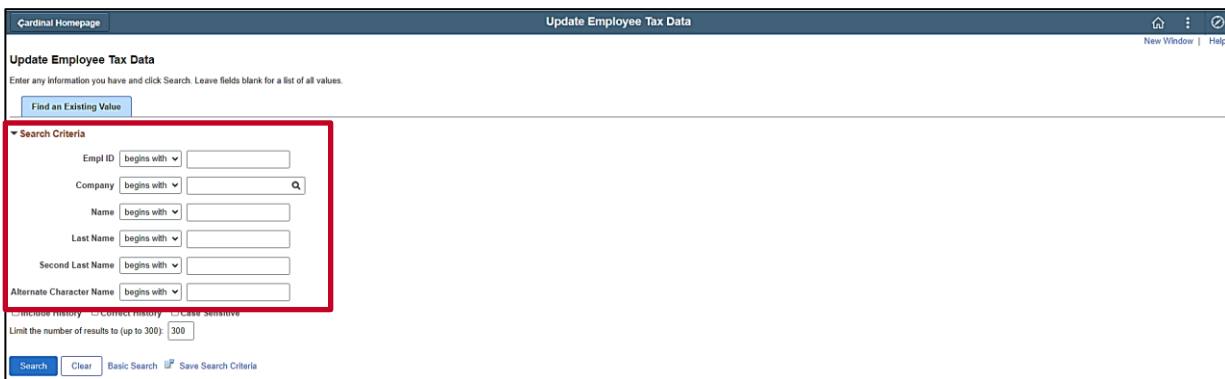 Cardinal Homepage Update Employee Tax Data
New Window | Help
Update Employee Tax Data
Enter any information you have and click Search. Leave fields blank for a list of all values.
Find an Existing Value
Search Criteria
Empl ID begins with
Company begins with
Name begins with
Last Name begins with
Second Last Name begins with
Alternate Character Name begins with
Include History Correct History Case Sensitive
Limit the number of results to (up to 300): 300
Search Clear Basic Search Save Search Criteria